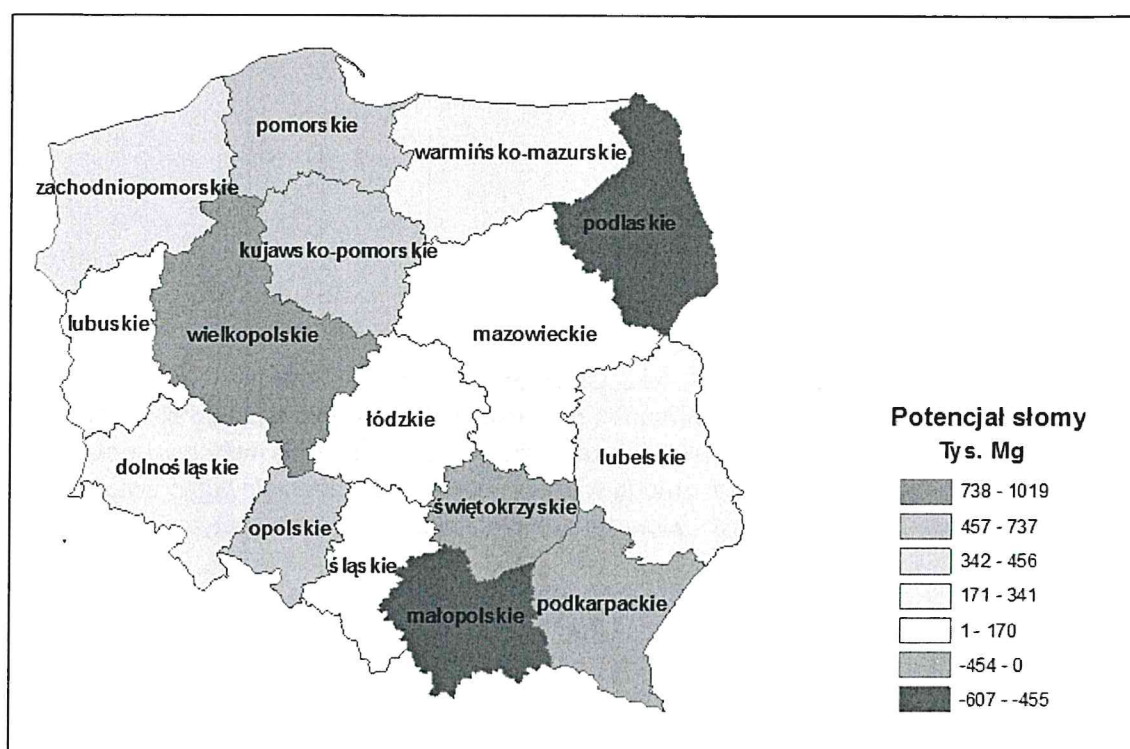 pomorskie
warmińsko-mazurskie
zachodniopomorskie
podlaskie
kujawsko-pomorskie
lubuskie
wielkopolskie
mazowieckie
łódzkie
dolnośląskie
lubelskie
świętokrzyskie
opolskie
śląskie
małopolskie
podkarpackie
Potencjał słomy
Tys. Mg
738 - 1019
457 - 737
342 - 456
171 - 341
1 - 170
-454 - 0
-607 - -455